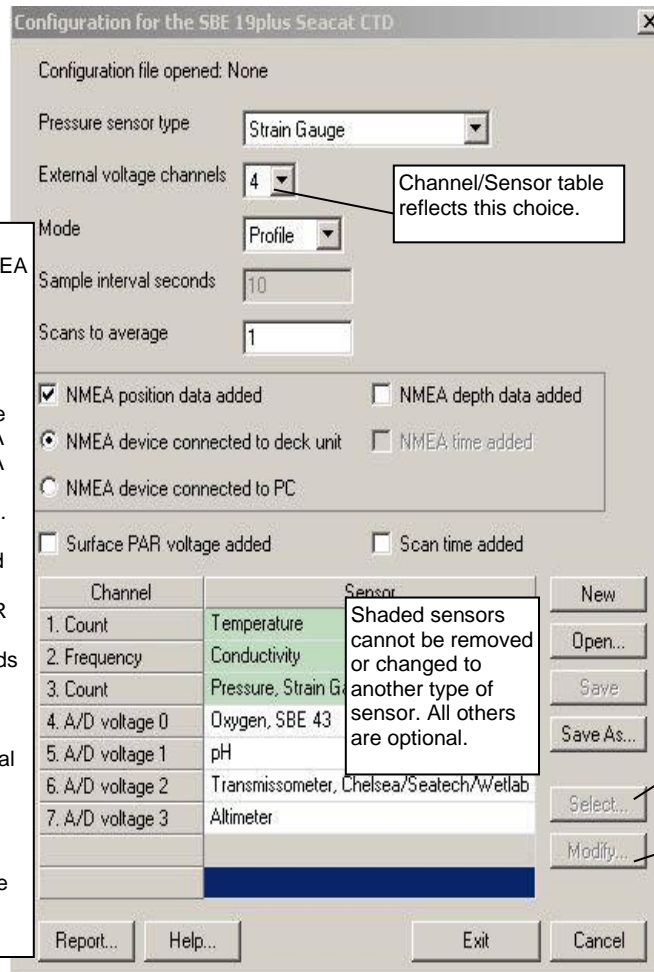 Configuration for the SBE 19plus Seacat CTD
Configuration file opened: None
Pressure sensor type
Strain Gauge
External voltage channels
4
Channel/Sensor table
reflects this choice.
Mode
Profile
Sample interval seconds
10
Scans to average
1
NMEA position data added
NMEA depth data added
NMEA device connected to deck unit
NMEA time added
NMEA device connected to PC
Surface PAR voltage added
Scan time added
Channel
Sensor
1. Count
Temperature
2. Frequency
Conductivity
3. Count
Pressure, Strain
4. A/D voltage 0
Oxygen, SBE 43
5. A/D voltage 1
pH
6. A/D voltage 2
Transmissometer, Chelsea/Seatech/Wetlab
7. A/D voltage 3
Altimeter
Shaded sensors
cannot be removed
or changed to
another type of
sensor. All others
are optional.
New
Open...
Save
Save As...
Select...
Modify...
Report...
Help...
Exit
Cancel